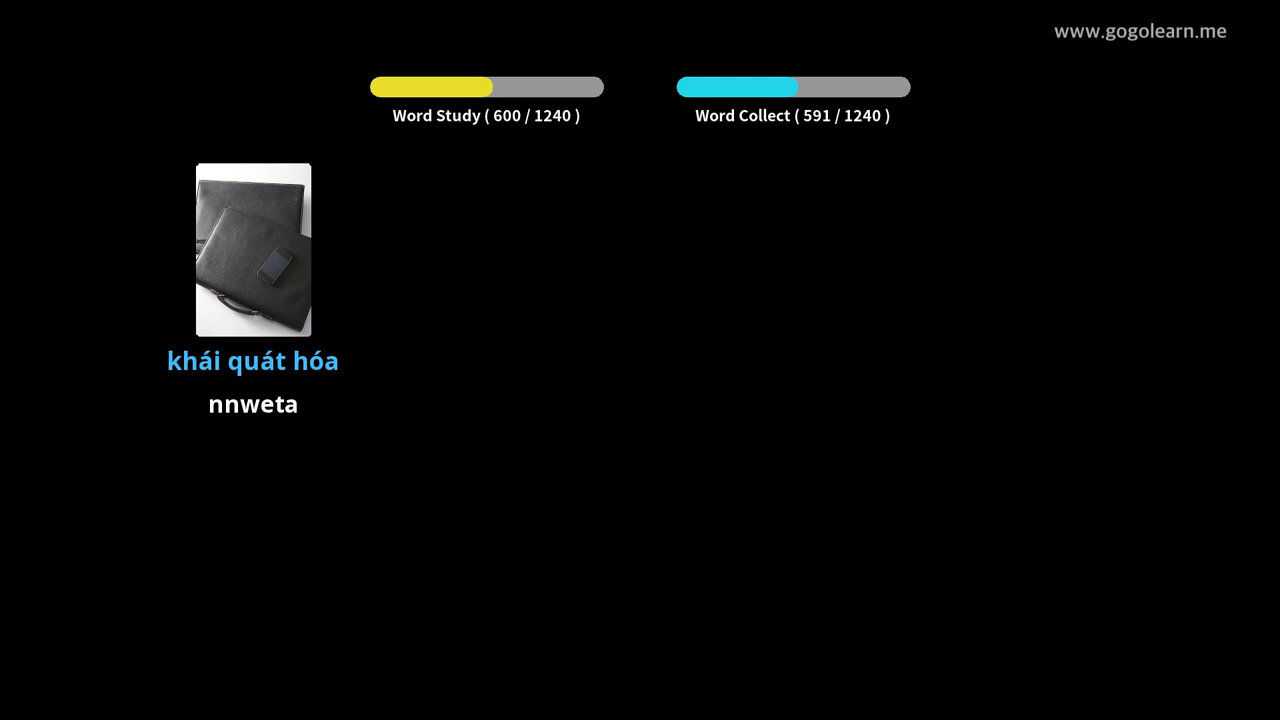 www.gogolearn.me
Word Study ( 600 / 1240 )
Word Collect ( 591 / 1240 )
khái quát hóa
nnweta